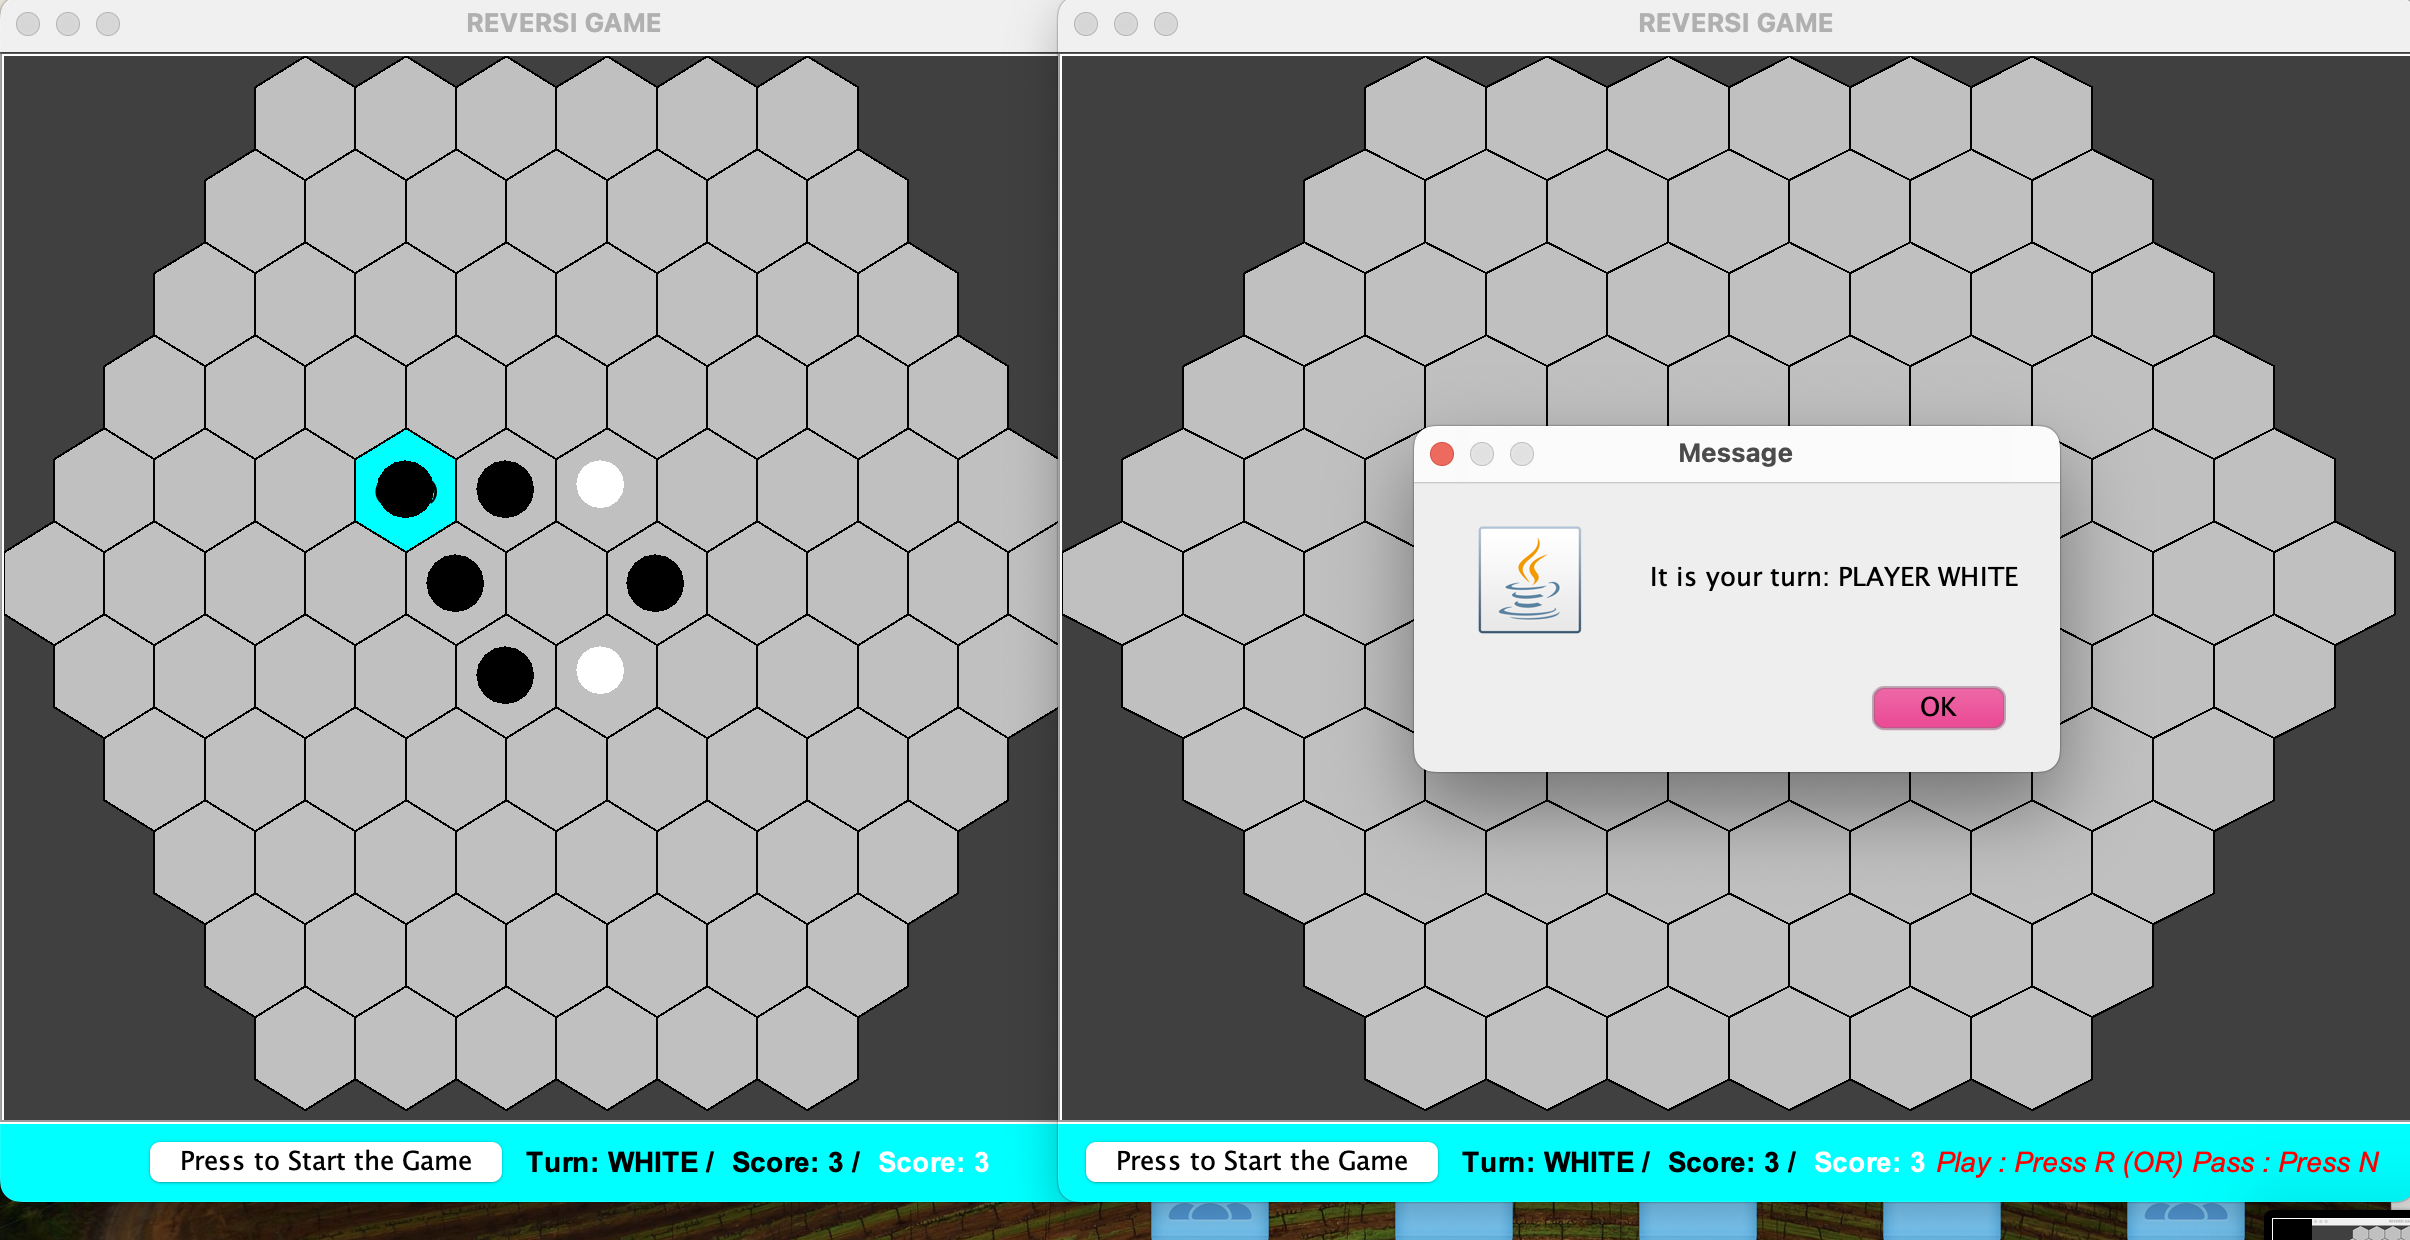 REVERSI GAME
Press to Start the Game Turn: WHITE / Score: 3 / Score: 3
REVERSI GAME
Message
It is your turn: PLAYER WHITE
OK
Press to Start the Game Turn: WHITE / Score: 3 / Score: 3 Play : Press R (OR) Pass : Press N